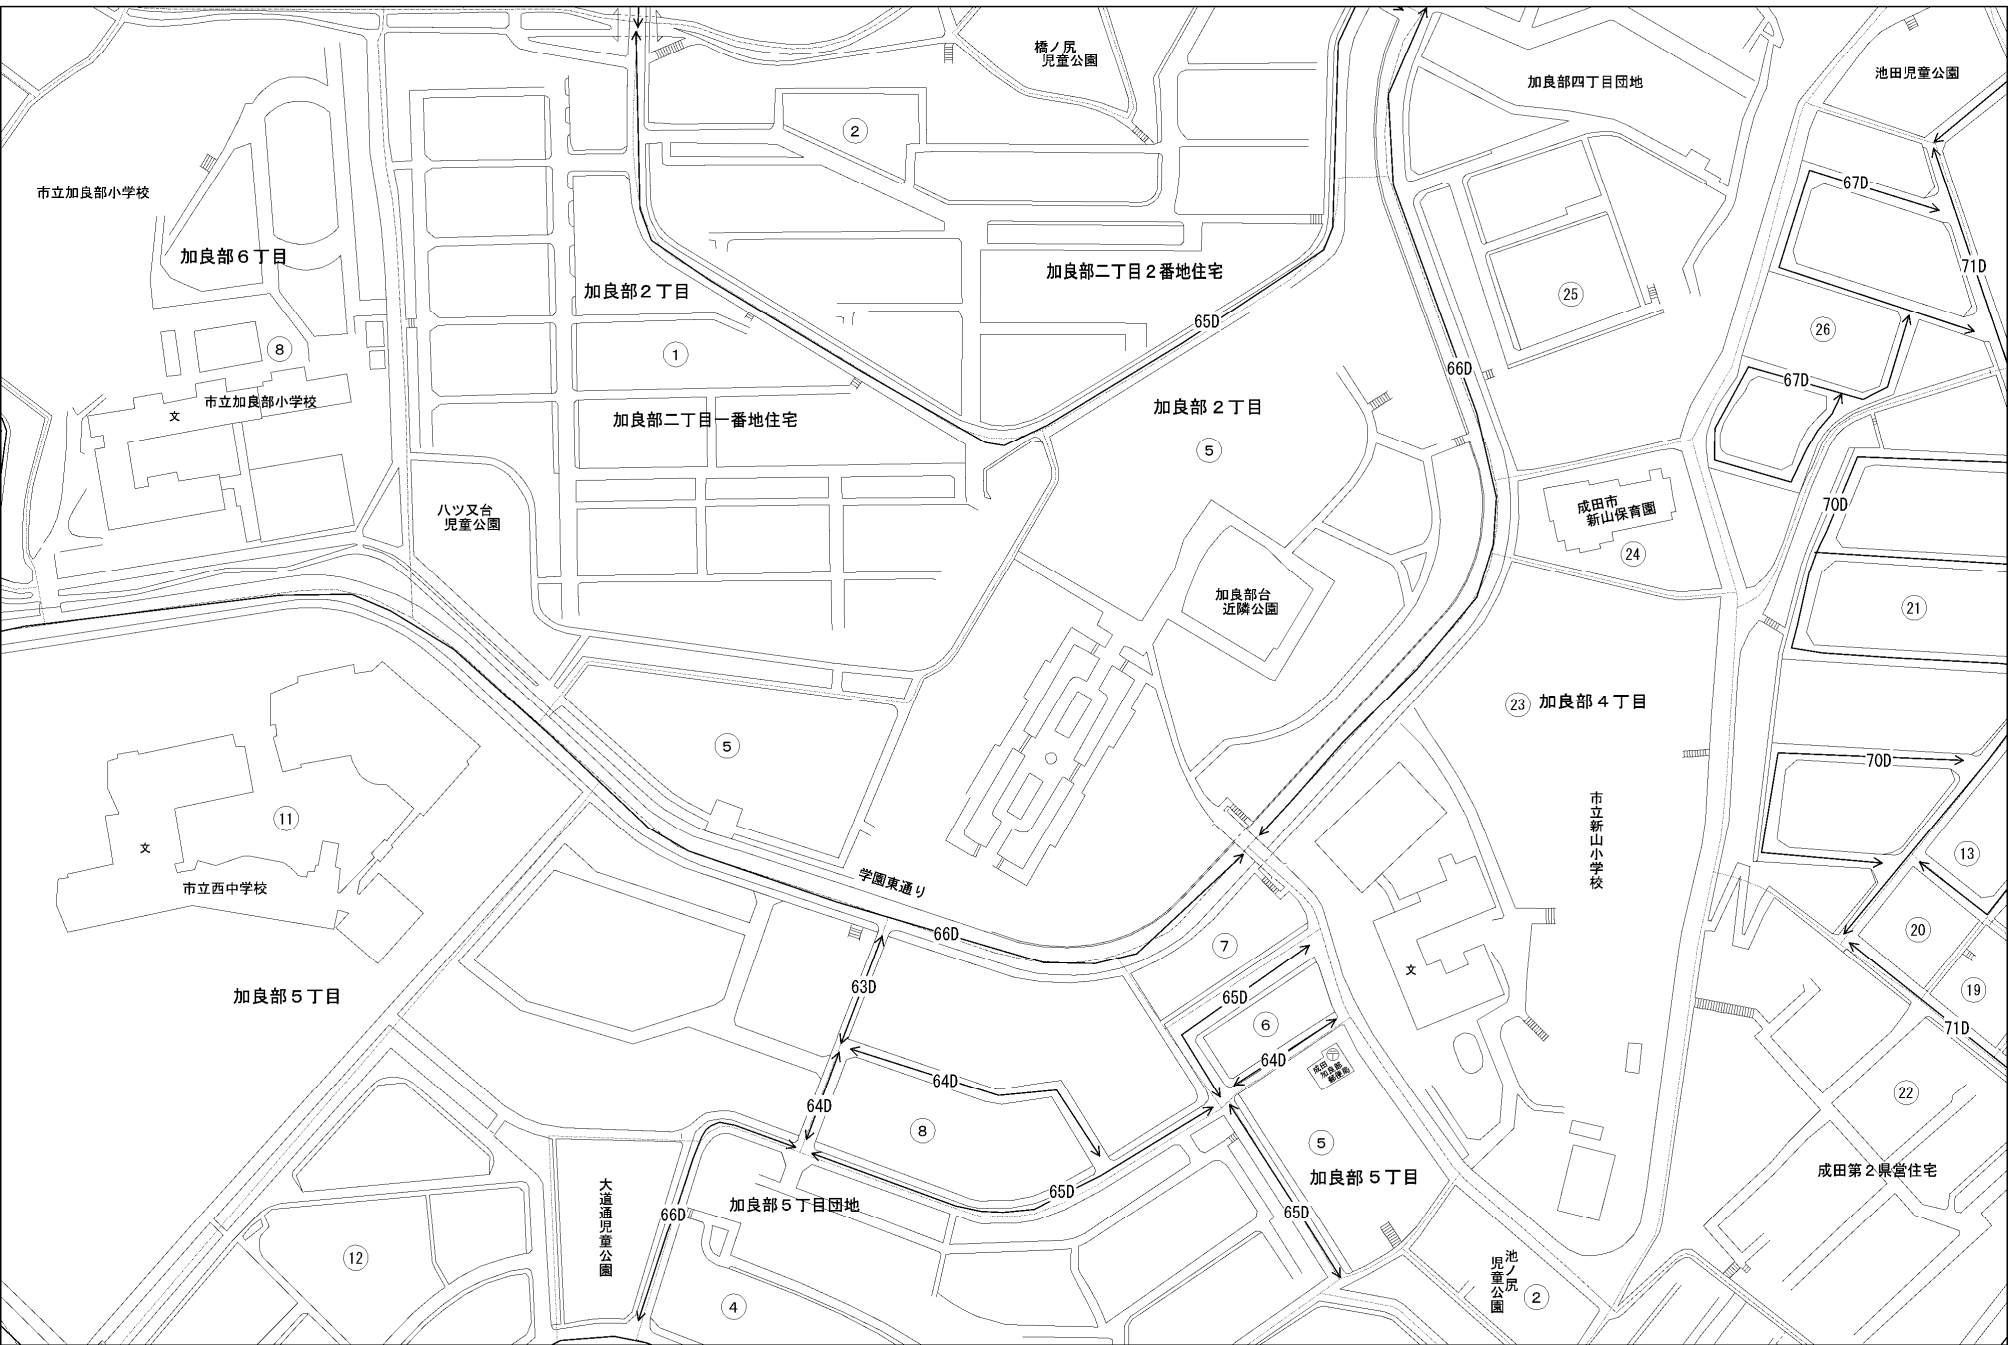 橋ノ尻
児童公園
池田児童公園
加良部四丁目団地
②
市立加良部小学校
67D
加良部6丁目
71D
加良部二丁目2番地住宅
加良部2丁目
㉕
65D
㉖
⑧
①
66D
67D
市立加良部小学校
文
加良部2丁目
加良部二丁目一番地住宅
⑤
70D
八ツ又台
児童公園
成田市
新山保育園
㉔
加良部台
近隣公園
㉑
㉓
加良部4丁目
⑤
70D
⑪
文
市立新山小学校
⑬
市立西中学校
学園東通り
66D
⑦
⑳
文
63D
⑲
加良部5丁目
65D
⑥
71D
64D
成田
加良部
郵便局
64D
㉒
64D
⑧
⑤
加良部5丁目
成田第2県営住宅
65D
大道通児童公園
加良部5丁目団地
66D
65D
⑫
池ノ尻
児童公園
④
②